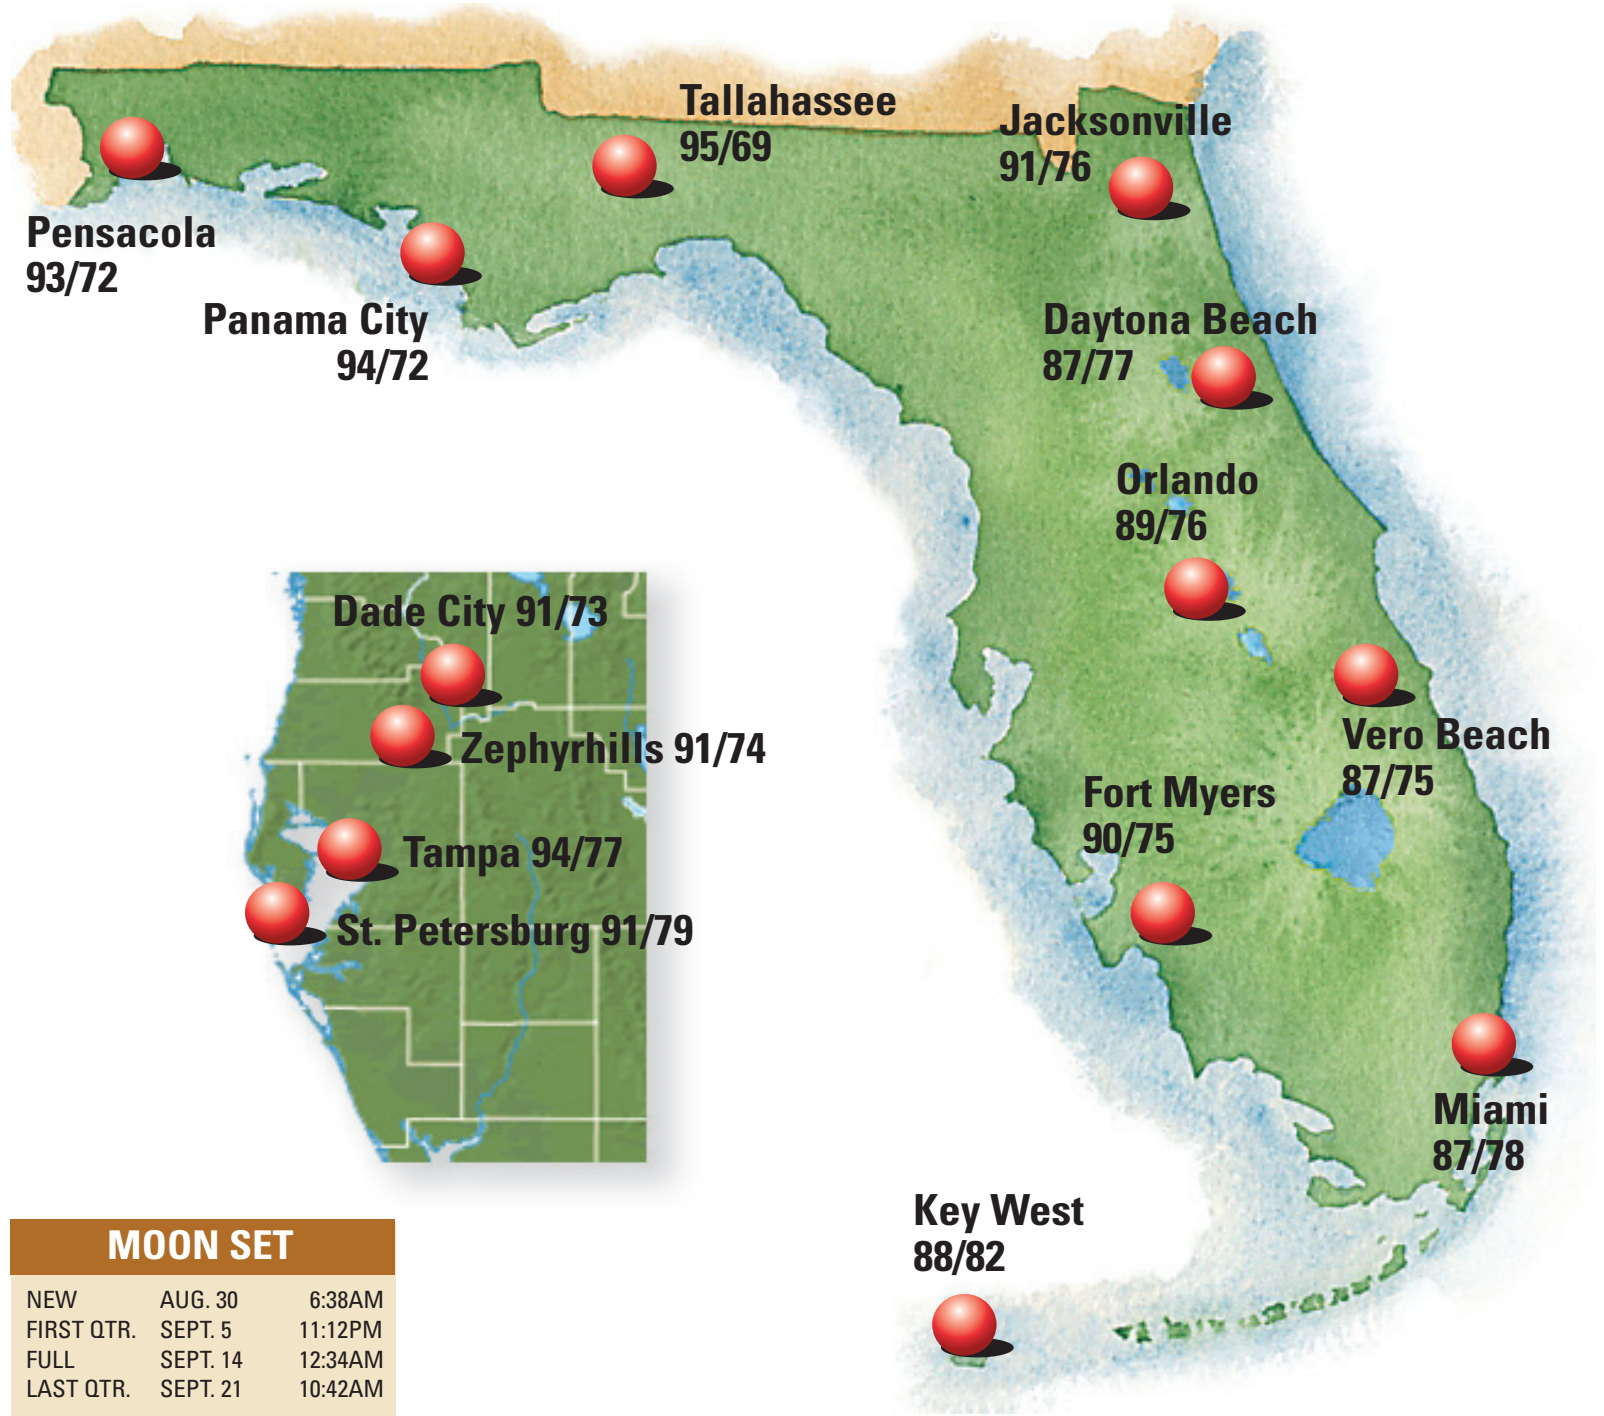 Tallahassee
95/69
Jacksonville
91/76
Pensacola
93/72
Panama City
94/72
Daytona Beach
87/77
Orlando
89/76
Dade City 91/73
Zephyrhills 91/74
Tampa 94/77
St. Petersburg 91/79
Vero Beach
87/75
Fort Myers
90/75
Miami
87/78
Key West
88/82
MOON SET
NEW AUG. 30 6:38AM
FIRST QTR. SEPT. 5 11:12PM
FULL SEPT. 14 12:34AM
LAST QTR. SEPT. 21 10:42AM